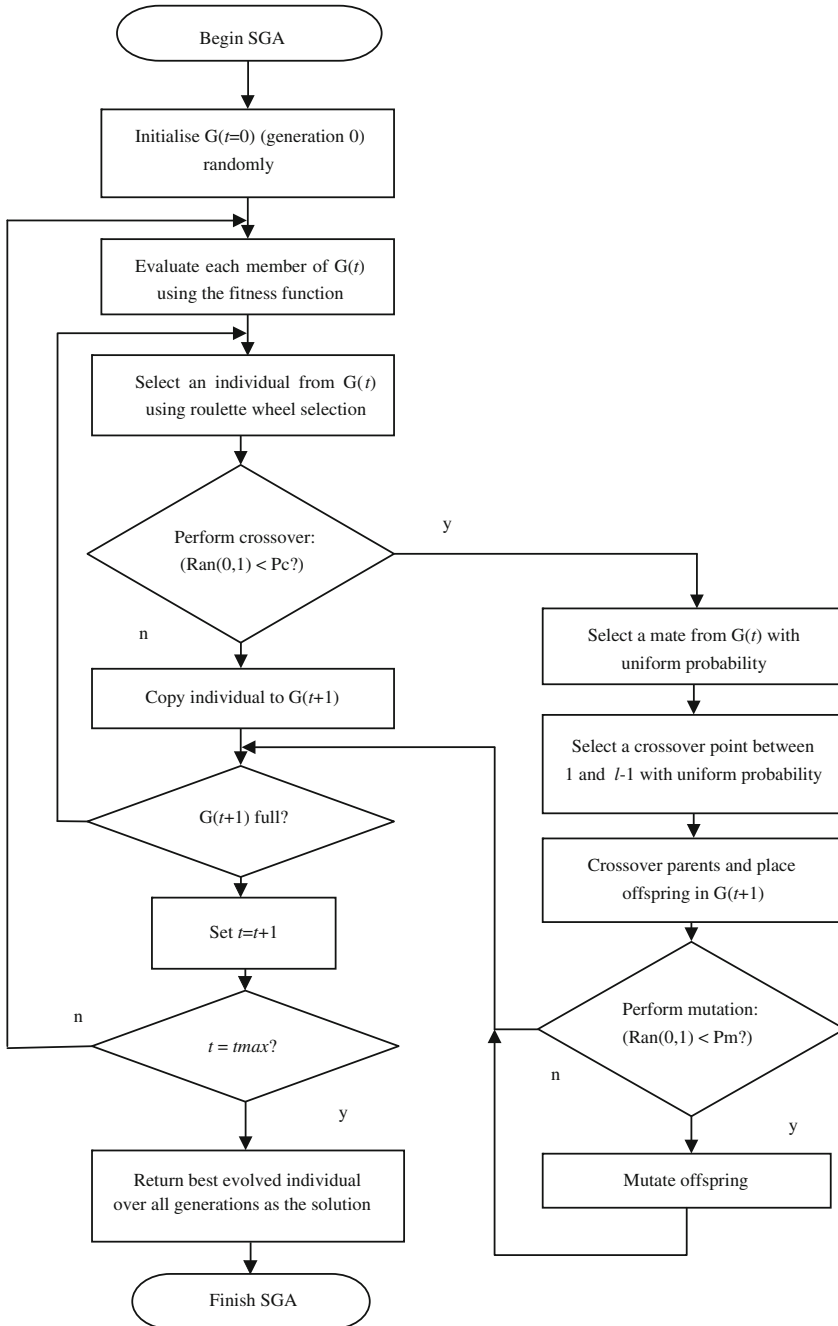 Begin SGA
Initialise G(t=0) (generation 0)
randomly
Evaluate each member of G(t)
using the fitness function
Select an individual from G(t)
using roulette wheel selection
Perform crossover:
(Ran(0,1) < Pc?)
y
n
Select a mate from G(t) with
uniform probability
Copy individual to G(t+1)
Select a crossover point between
1 and l-1 with uniform probability
G(t+1) full?
Crossover parents and place
offspring in G(t+1)
Set t=t+1
Perform mutation:
(Ran(0,1) < Pm?)
n
t = tmax?
n
y
y
Return best evolved individual
over all generations as the solution
Mutate offspring
Finish SGA